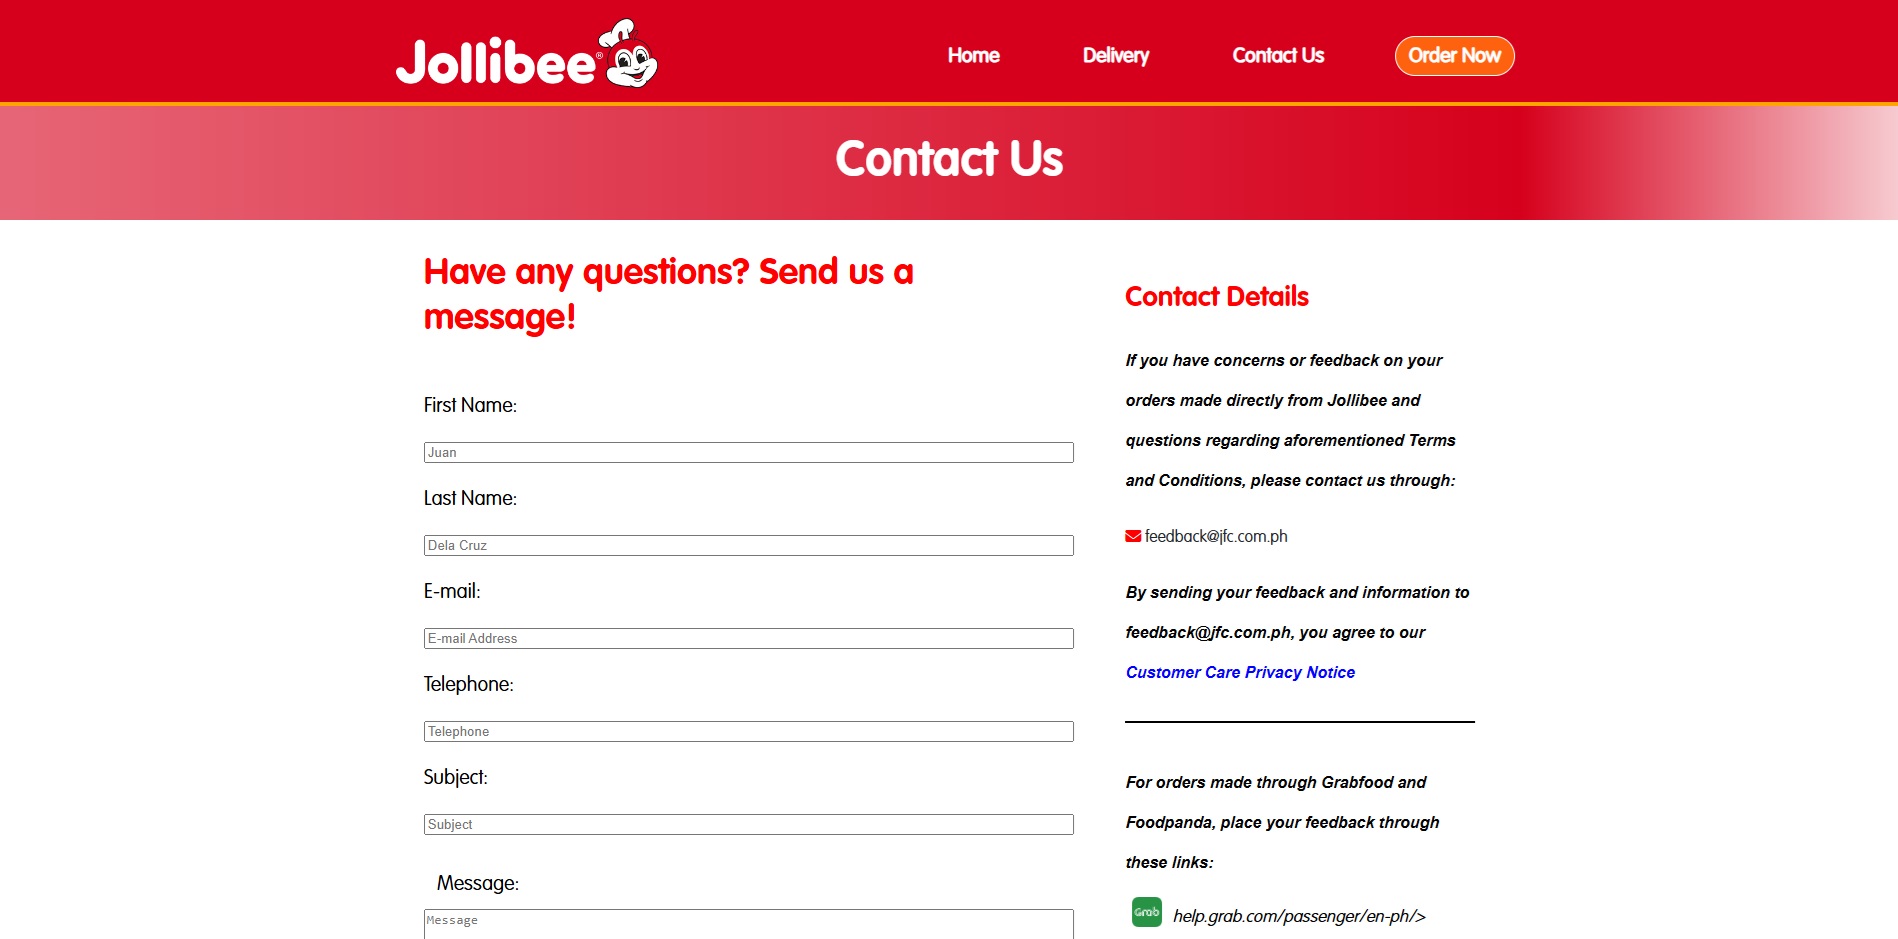 Jollibee®
Home
Delivery
Contact Us
Order Now
Contact Us
Have any questions? Send us a
message!
First Name:
Juan
Last Name:
Dela Cruz
E-mail:
E-mail Address
Telephone:
Telephone
Subject:
Subject
Message:
Message
Contact Details
If you have concerns or feedback on your
orders made directly from Jollibee and
questions regarding aforementioned Terms
and Conditions, please contact us through:
feedback@jfc.com.ph
By sending your feedback and information to
feedback@jfc.com.ph, you agree to our
Customer Care Privacy Notice
For orders made through Grabfood and
Foodpanda, place your feedback through
these links:
Grab
help.grab.com/passenger/en-ph/>